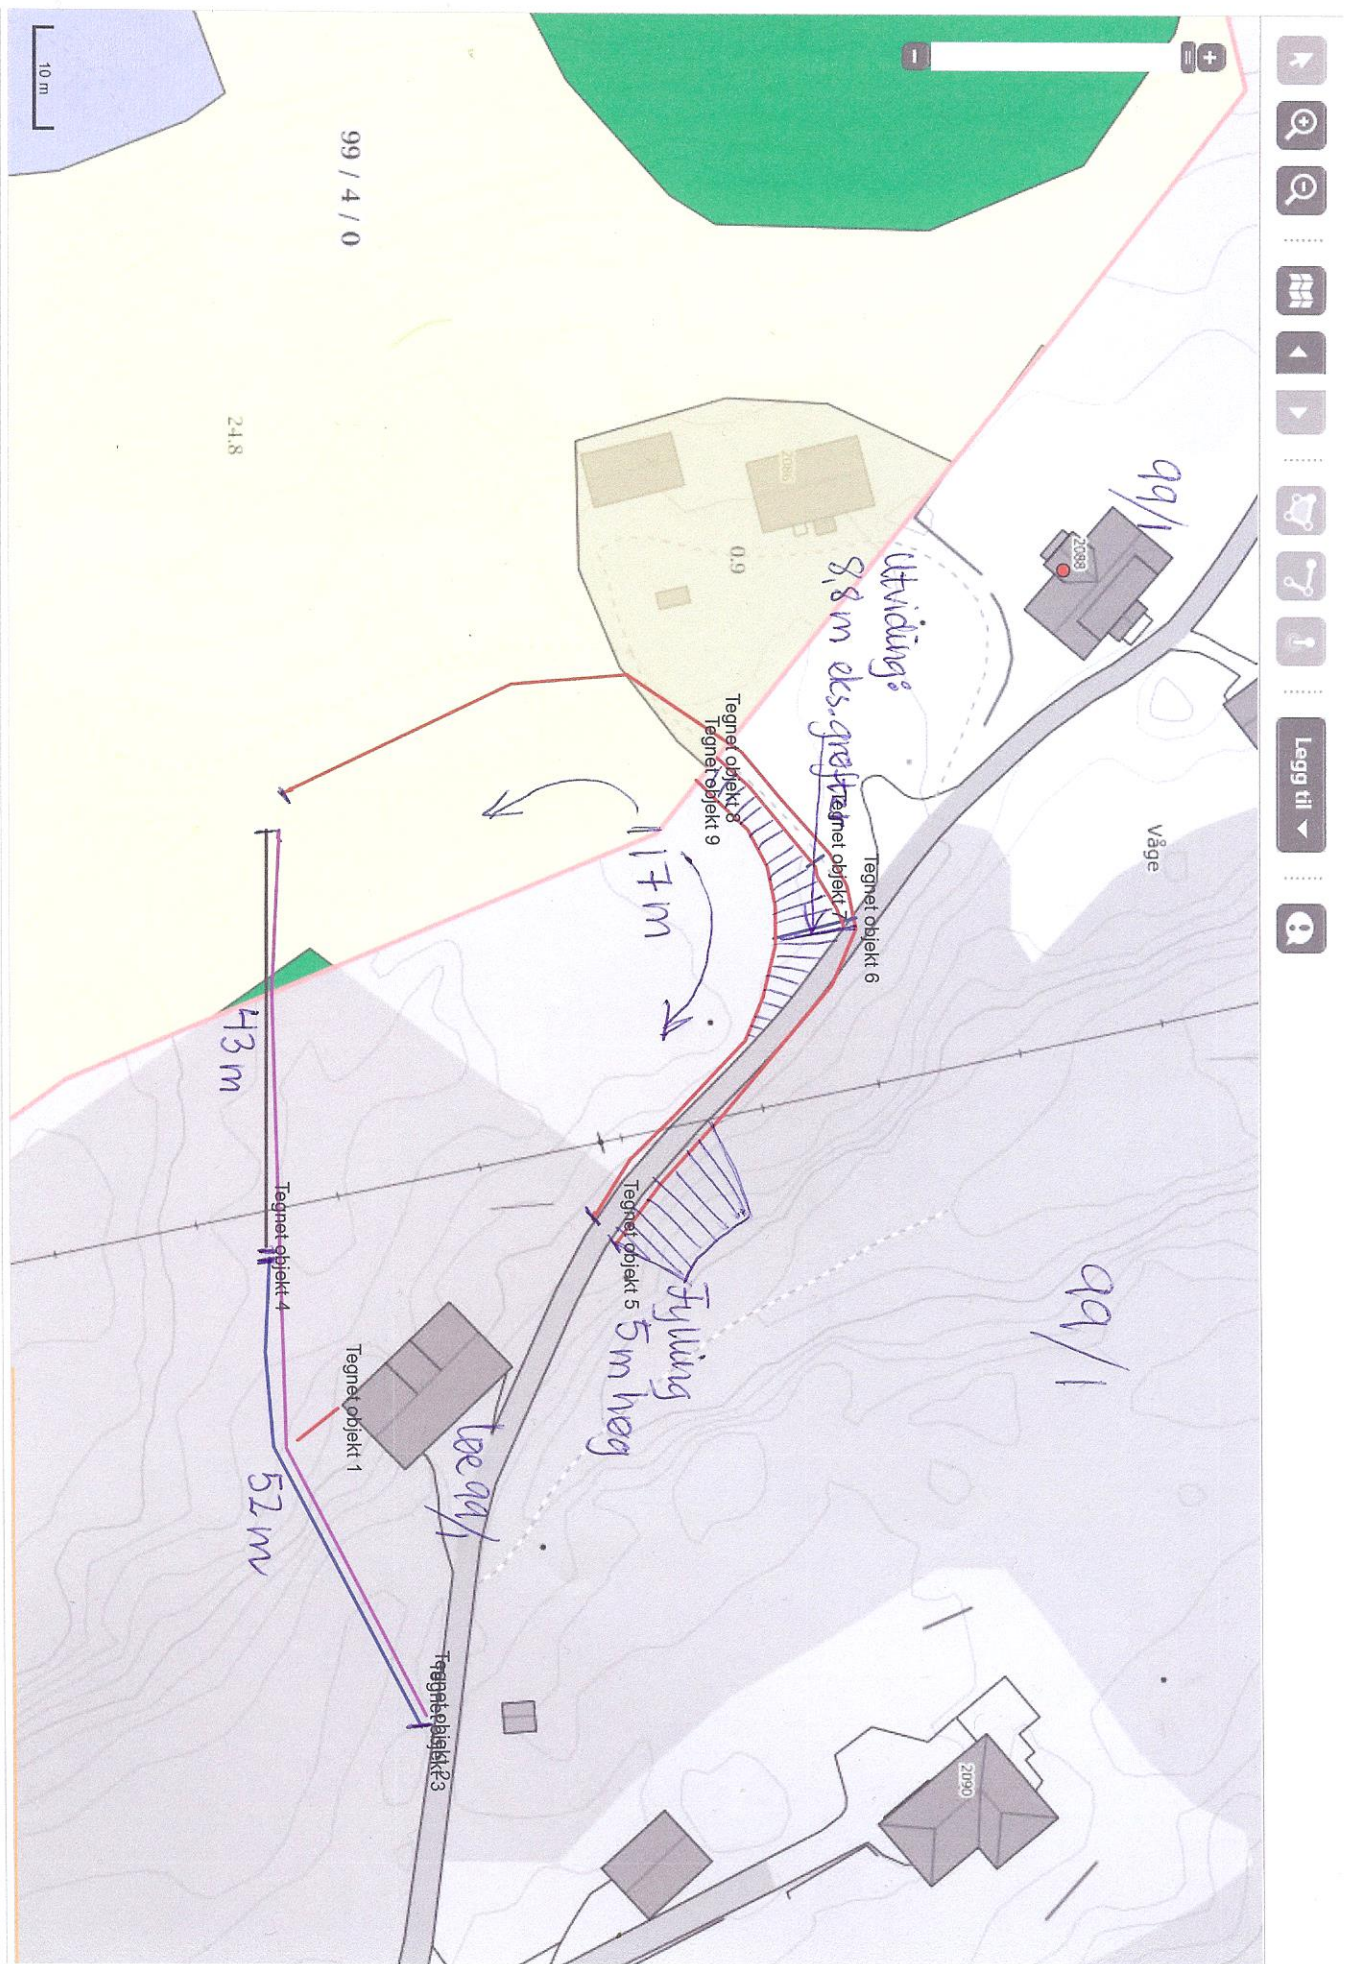 Legg til
10 m
99 / 4 / 0
24.8
0.9
2086
2088
99/1
Våge
Utviding:
8,8 m eks. grøft
Tegnet objekt 8
Tegnet objekt 9
Tegnet objekt 7
Tegnet objekt 6
117 m
43 m
Tegnet objekt 4
Tegnet objekt 5
Fylling
5 m høg
99/1
Tegnet objekt 1
løe 99/1
52 m
Tegnet objekt 3
2090